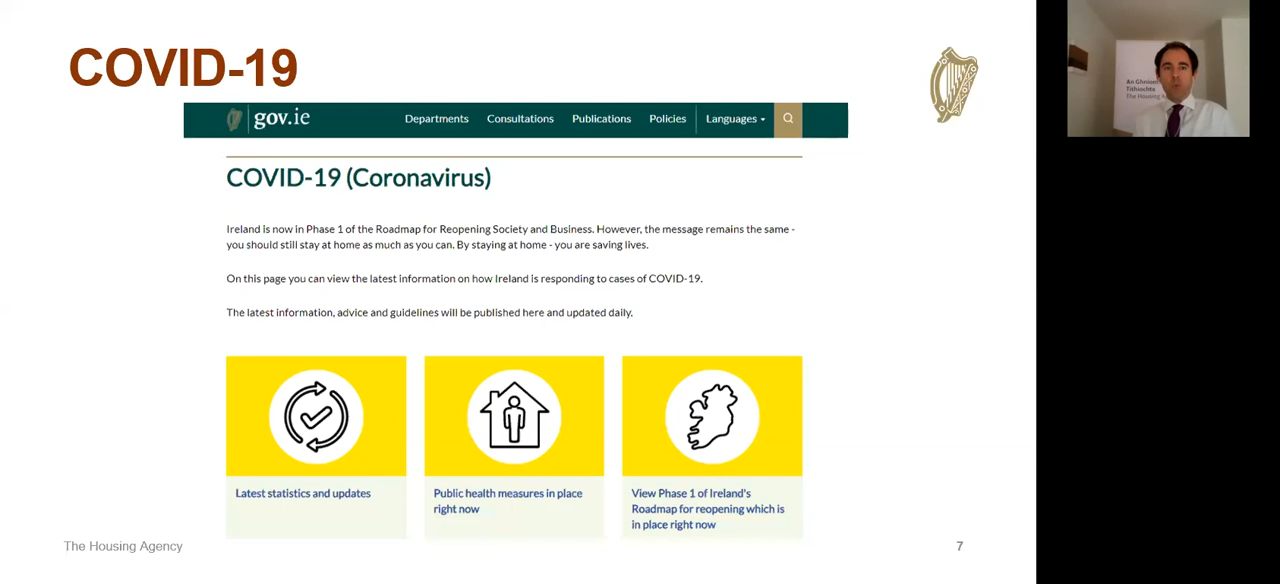 COVID-19
gov.ie
Departments Consultations Publications Policies Languages
COVID-19 (Coronavirus)
Ireland is now in Phase 1 of the Roadmap for Reopening Society and Business. However, the message remains the same -
you should still stay at home as much as you can. By staying at home - you are saving lives.
On this page you can view the latest information on how Ireland is responding to cases of COVID-19.
The latest information, advice and guidelines will be published here and updated daily.
Latest statistics and updates
Public health measures in place
right now
View Phase 1 of Ireland's
Roadmap for reopening which is
in place right now
The Housing Agency
7
An Ghníom
Tithíochta
The Housing A